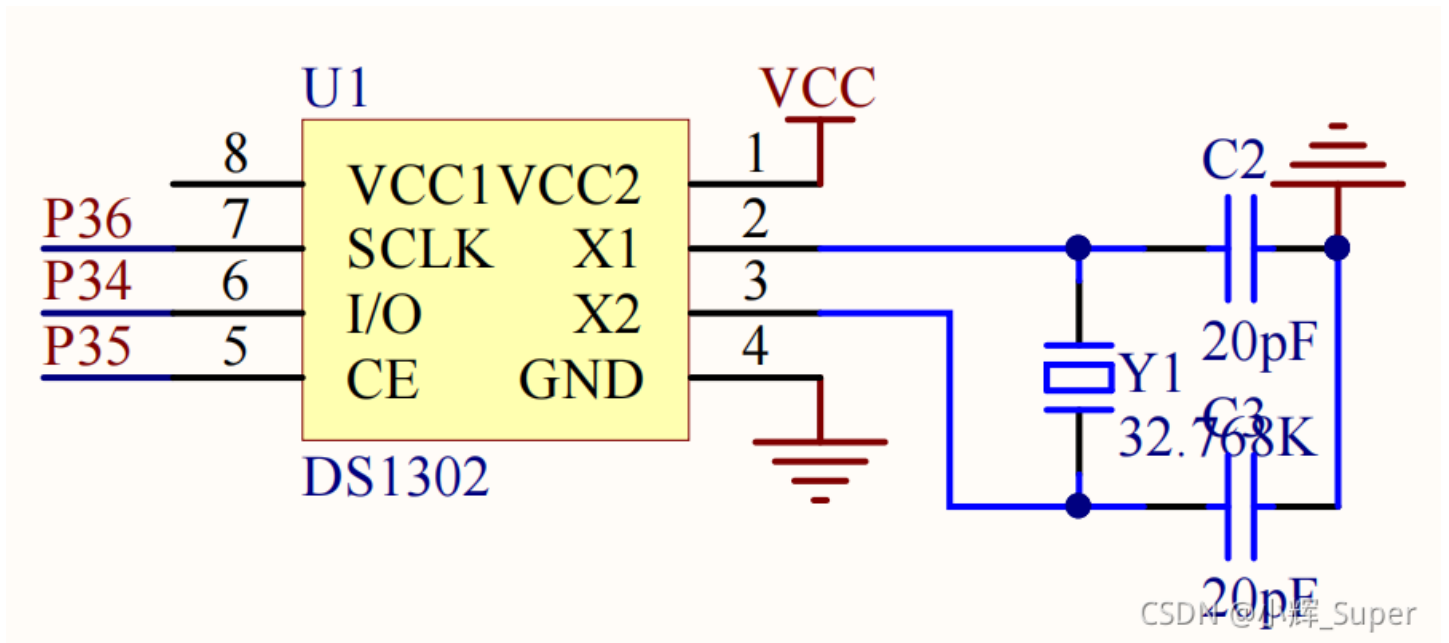 U1
VCC
8
VCC1
VCC2
1
C2
P36
7
SCLK
X1
2
P34
6
I/O
X2
3
20pF
P35
5
CE
GND
4
Y1
C3
32.768K
DS1302
20pF
CSDN @小辉_Super